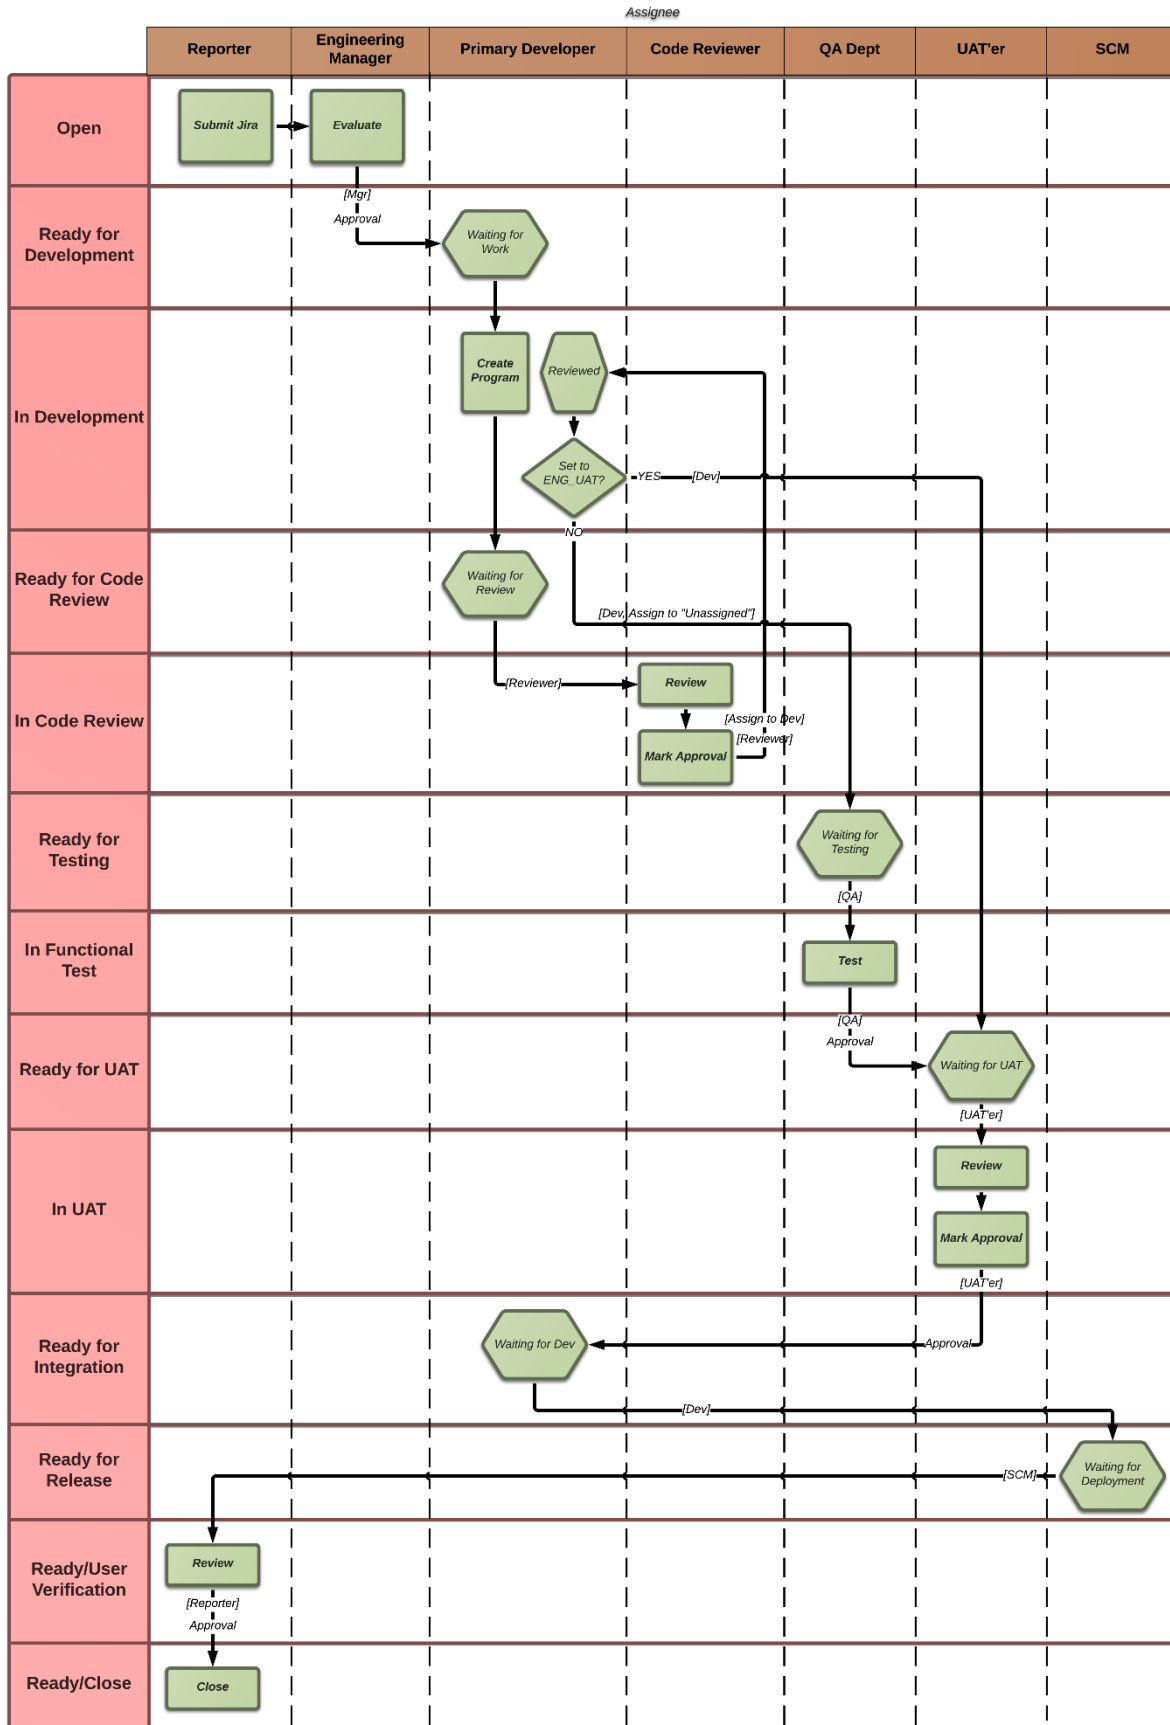 Assignee
Reporter
Engineering
Manager
Primary Developer
Code Reviewer
QA Dept
UAT'er
SCM
Open
Submit Jira
Evaluate
[Mgr]
Approval
Ready for
Development
Waiting for
Work
In Development
Create
Program
Reviewed
Set to
ENG_UAT?
YES
[Dev]
NO
Ready for Code
Review
Waiting for
Review
[Dev, Assign to "Unassigned"]
In Code Review
[Reviewer]
Review
[Assign to Dev]
[Reviewer]
Mark Approval
Ready for
Testing
Waiting for
Testing
[QA]
In Functional
Test
Test
[QA]
Approval
Ready for UAT
Waiting for UAT
[UAT'er]
In UAT
Review
Mark Approval
[UAT'er]
Ready for
Integration
Waiting for Dev
Approval
[Dev]
Ready for
Release
[SCM]
Waiting for
Deployment
Ready/User
Verification
Review
[Reporter]
Approval
Ready/Close
Close